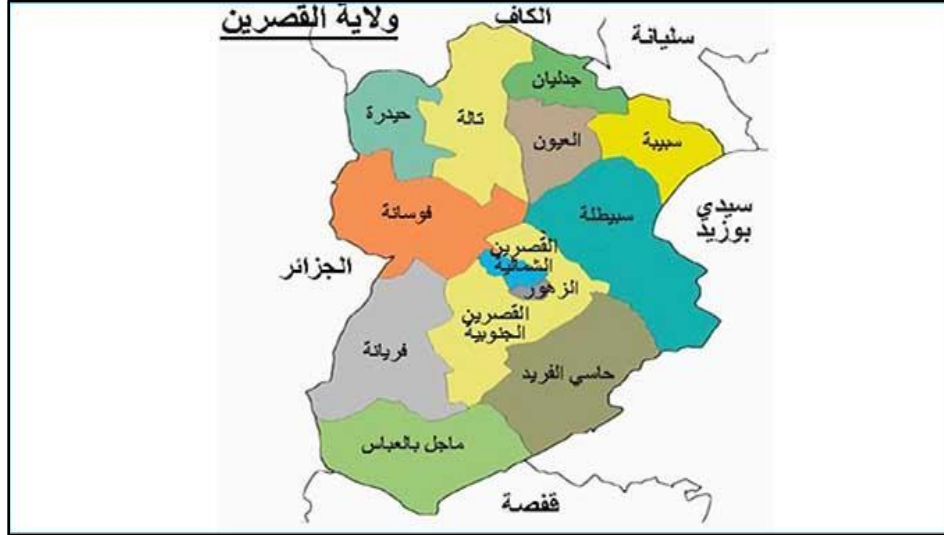 ولاية القصرين
الكاف
سليانة
جدليان
حيدرة
تالة
العيون
سبيبة
سيدي
بوزيد
فوسانة
سبيطلة
القصرين
الشمالية
الجزائر
الزهور
القصرين
الجنوبية
فريانة
حاسي الفريد
ماجل بالعباس
قفصة